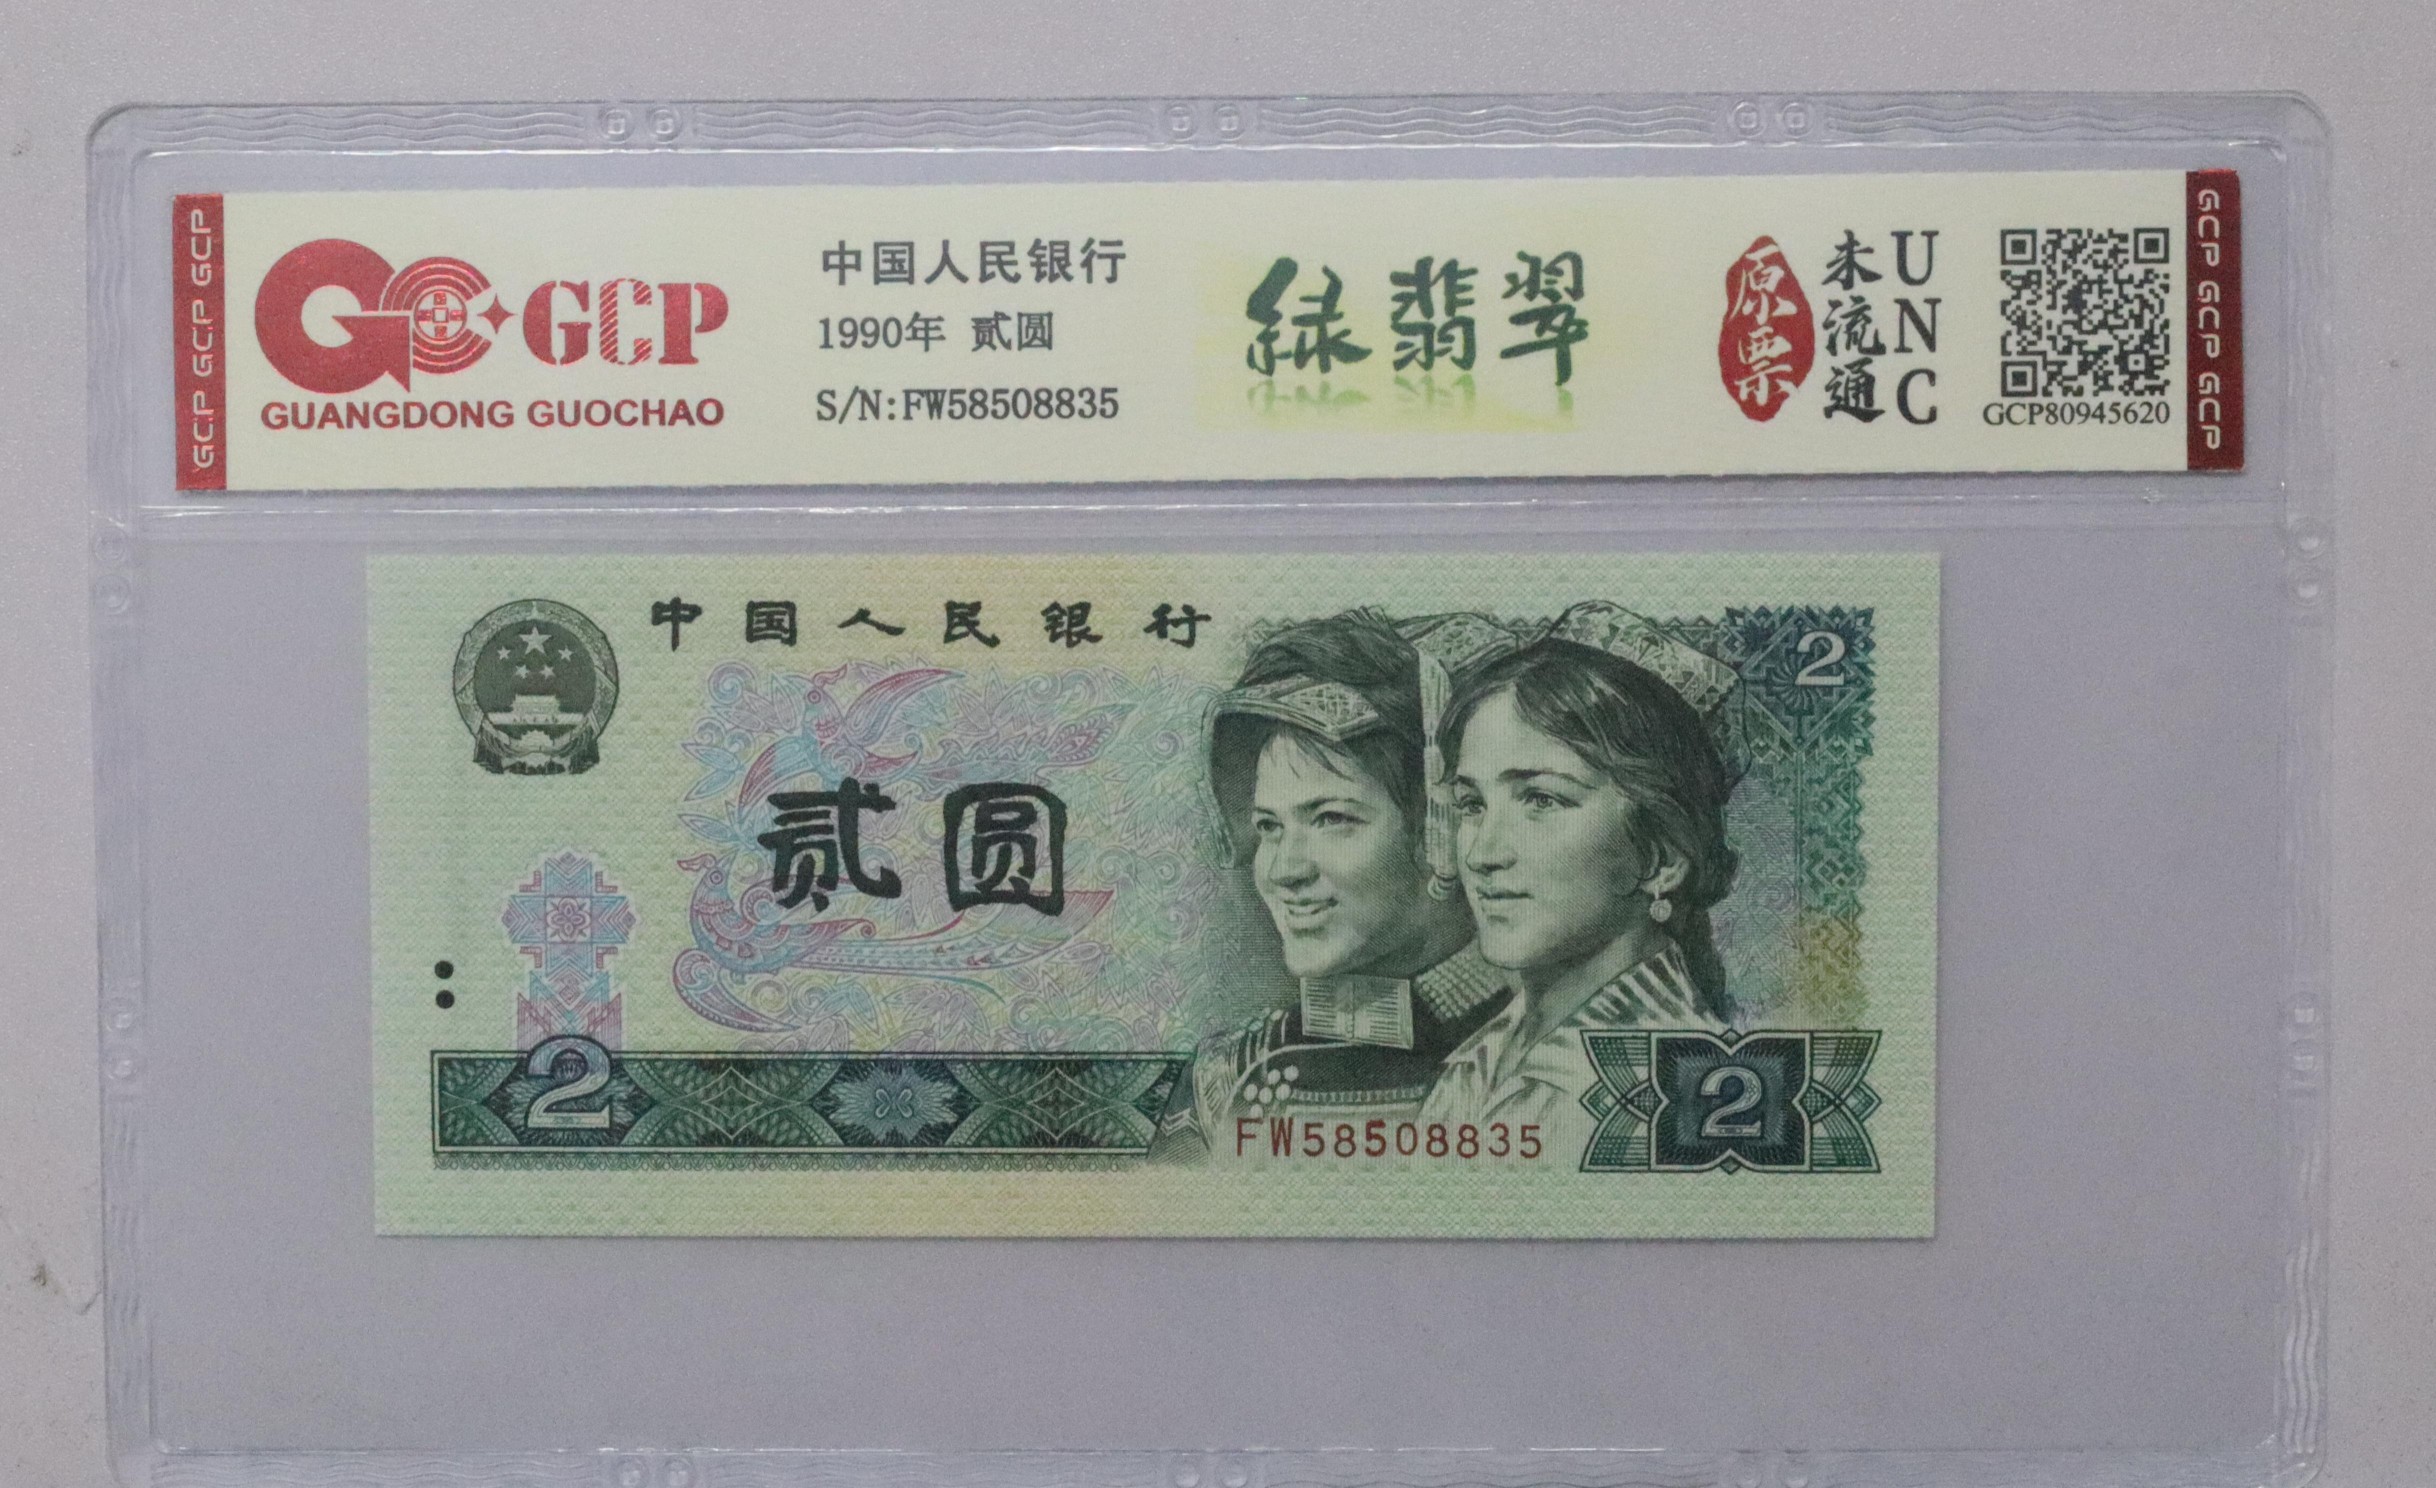 GCP GCP GCP
GCP
GUANGDONG GUOCHAO
中国人民银行
1990年 贰圆
S/N:FW58508835
绿翡翠
原票
未流通
UNC
GCP80945620
GCP GCP GCP
中国人民银行
2
贰圆
2
FW58508835
2